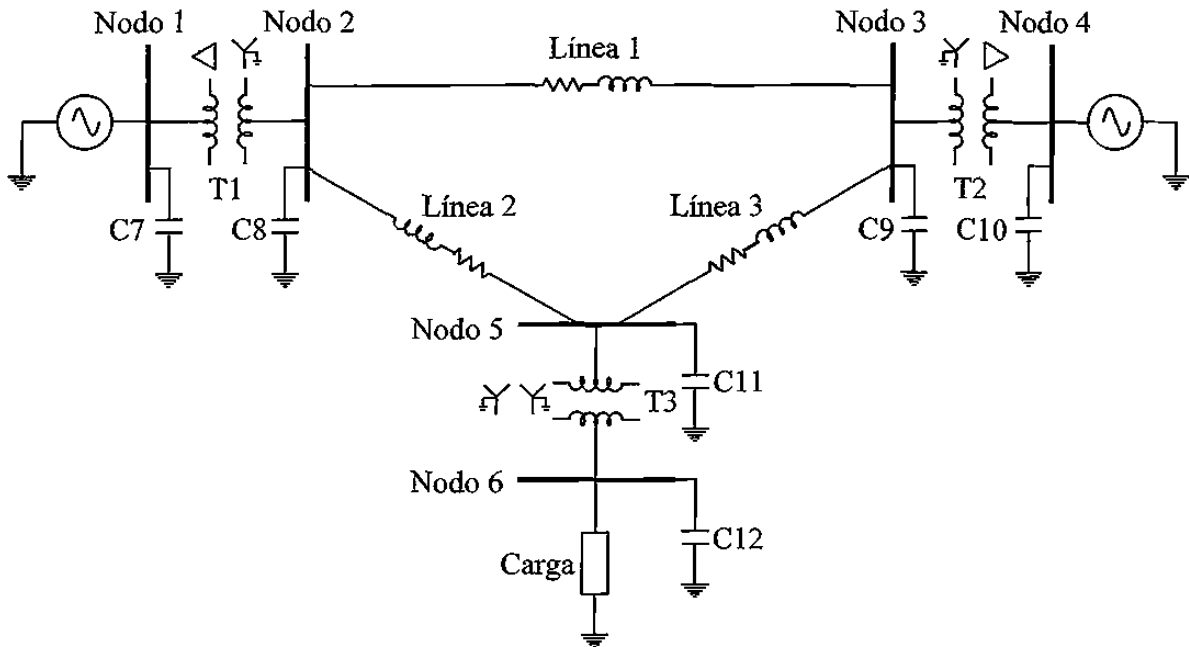 Nodo 1
Nodo 2
Línea 1
Nodo 3
Nodo 4
T1
T2
C7
C8
Línea 2
Línea 3
C9
C10
Nodo 5
T3
C11
Nodo 6
Carga
C12